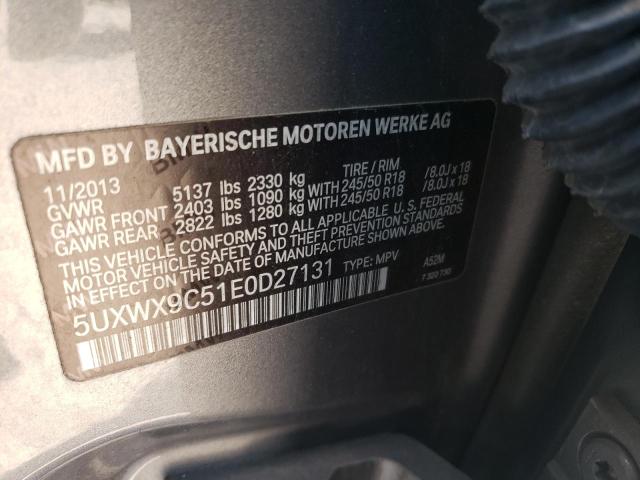 MFD BY BAYERISCHE MOTOREN WERKE AG
11/2013 TIRE / RIM
GVWR 5137 lbs 2330 kg
GAWR FRONT 2403 lbs 1090 kg WITH 245/50 R18 /8.0J x 18
GAWR REAR 2822 lbs 1280 kg WITH 245/50 R18 /8.0J x 18
THIS VEHICLE CONFORMS TO ALL APPLICABLE U.S. FEDERAL
MOTOR VEHICLE SAFETY AND THEFT PREVENTION STANDARDS
IN EFFECT ON THE DATE OF MANUFACTURE SHOWN ABOVE.
5UXWX9C51E0D27131 TYPE: MPV A52M